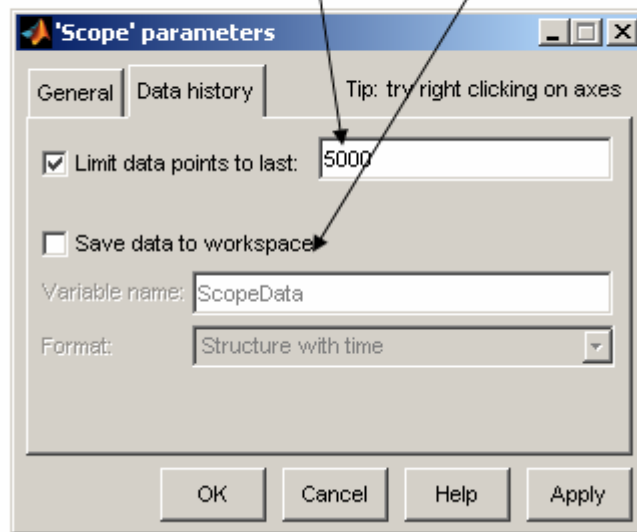 'Scope' parameters
General Data history Tip: try right clicking on axes
Limit data points to last: 5000
Save data to workspace
Variable name: ScopeData
Format: Structure with time
OK Cancel Help Apply